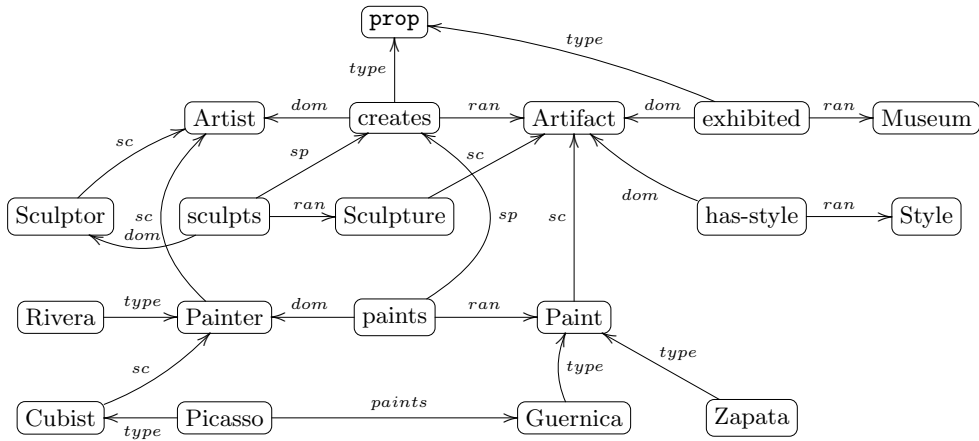 prop
type
type
Artist
dom
creates
ran
Artifact
dom
exhibited
ran
Museum
sc
sp
sc
Sculptor
dom
sc
sculpts
ran
Sculpture
sp
sc
dom
has-style
ran
Style
Rivera
type
Painter
dom
paints
ran
Paint
sc
type
type
Cubist
type
Picasso
paints
Guernica
Zapata